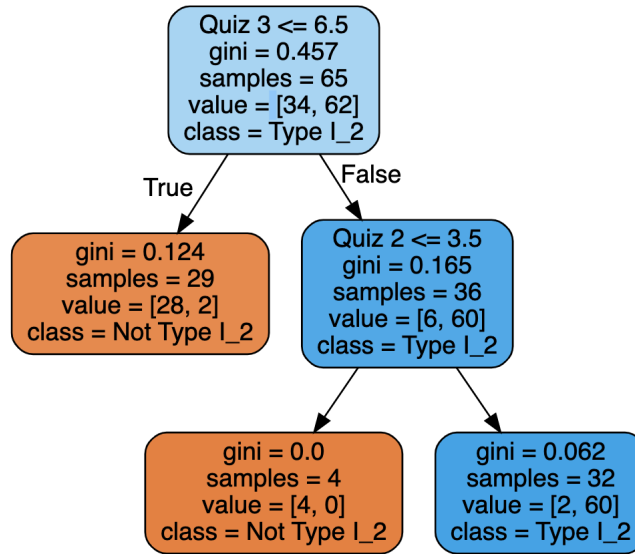 Quiz 3 <= 6.5
gini = 0.457
samples = 65
value = [34, 62]
class = Type I_2
True
False
gini = 0.124
samples = 29
value = [28, 2]
class = Not Type I_2
Quiz 2 <= 3.5
gini = 0.165
samples = 36
value = [6, 60]
class = Type I_2
gini = 0.0
samples = 4
value = [4, 0]
class = Not Type I_2
gini = 0.062
samples = 32
value = [2, 60]
class = Type I_2